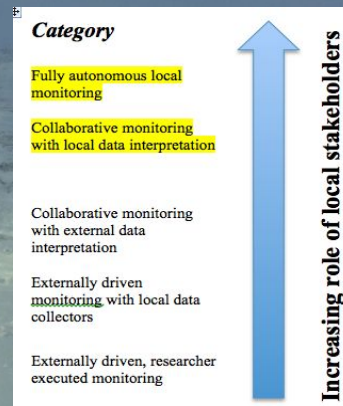 Category
Fully autonomous local
monitoring
Collaborative monitoring
with local data interpretation
Collaborative monitoring
with external data
interpretation
Externally driven
monitoring with local data
collectors
Externally driven, researcher
executed monitoring
Increasing role of local stakeholders